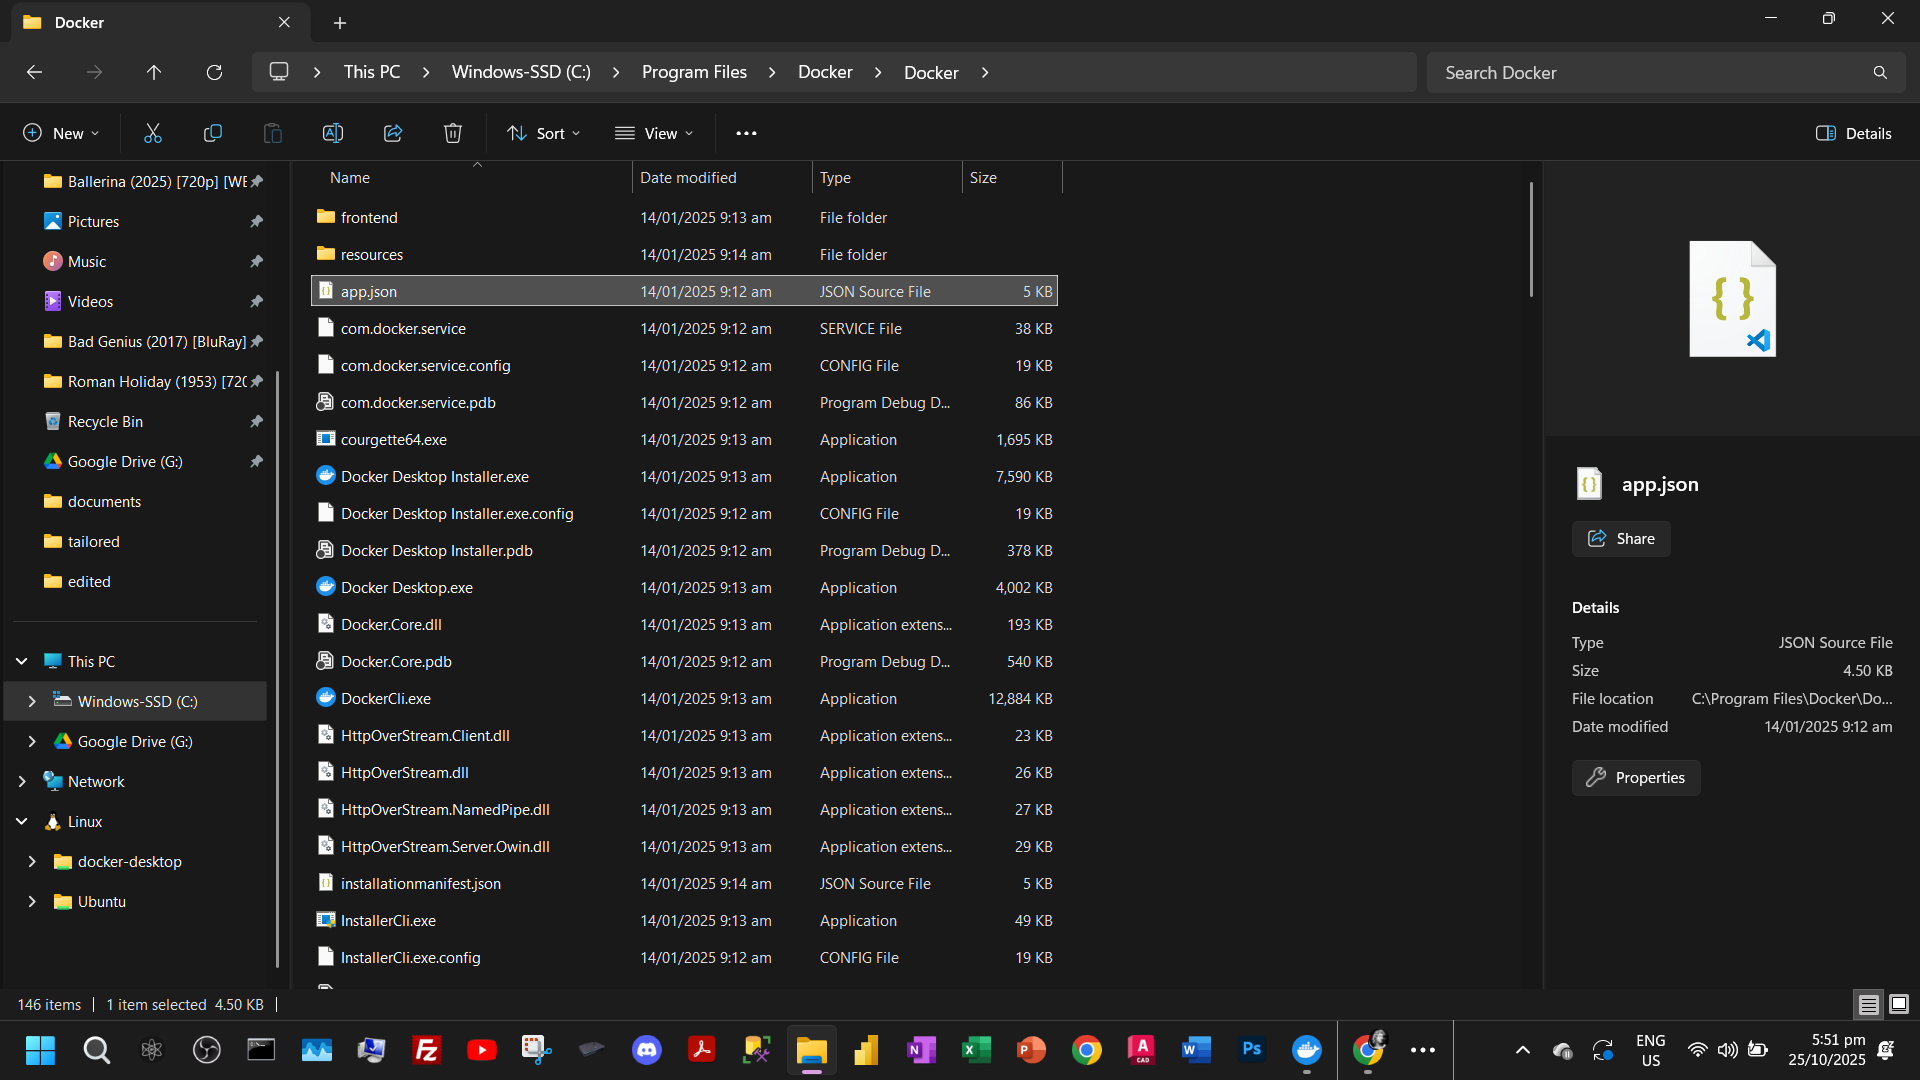 Docker
This PC
Windows-SSD (C:)
Program Files
Docker
Docker
Search Docker
New
Sort
View
Details
Ballerina (2025) [720p] [WE
Pictures
Music
Videos
Bad Genius (2017) [BluRay]
Roman Holiday (1953) [720
Recycle Bin
Google Drive (G:)
documents
tailored
edited
This PC
Windows-SSD (C:)
Google Drive (G:)
Network
Linux
docker-desktop
Ubuntu
Name Date modified Type Size
frontend 14/01/2025 9:13 am File folder
resources 14/01/2025 9:14 am File folder
app.json 14/01/2025 9:12 am JSON Source File 5 KB
com.docker.service 14/01/2025 9:12 am SERVICE File 38 KB
com.docker.service.config 14/01/2025 9:12 am CONFIG File 19 KB
com.docker.service.pdb 14/01/2025 9:12 am Program Debug D... 86 KB
courgette64.exe 14/01/2025 9:13 am Application 1,695 KB
Docker Desktop Installer.exe 14/01/2025 9:13 am Application 7,590 KB
Docker Desktop Installer.exe.config 14/01/2025 9:12 am CONFIG File 19 KB
Docker Desktop Installer.pdb 14/01/2025 9:12 am Program Debug D... 378 KB
Docker Desktop.exe 14/01/2025 9:13 am Application 4,002 KB
Docker.Core.dll 14/01/2025 9:13 am Application extens... 193 KB
Docker.Core.pdb 14/01/2025 9:12 am Program Debug D... 540 KB
DockerCli.exe 14/01/2025 9:13 am Application 12,884 KB
HttpOverStream.Client.dll 14/01/2025 9:13 am Application extens... 23 KB
HttpOverStream.dll 14/01/2025 9:13 am Application extens... 26 KB
HttpOverStream.NamedPipe.dll 14/01/2025 9:13 am Application extens... 27 KB
HttpOverStream.Server.Owin.dll 14/01/2025 9:13 am Application extens... 29 KB
installationmanifest.json 14/01/2025 9:14 am JSON Source File 5 KB
InstallerCli.exe 14/01/2025 9:13 am Application 49 KB
InstallerCli.exe.config 14/01/2025 9:12 am CONFIG File 19 KB
app.json
Share
Details
Type JSON Source File
Size 4.50 KB
File location C:\Program Files\Docker\Do...
Date modified 14/01/2025 9:12 am
Properties
146 items
1 item selected 4.50 KB
ENG
US
5:51 pm
25/10/2025